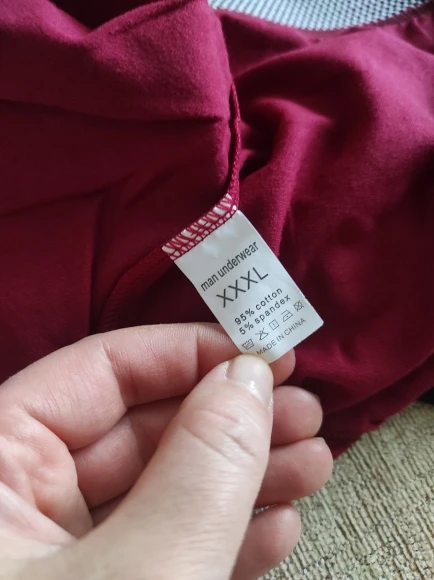 man underwear
XXXL
95% cotton
5% spandex
MADE IN CHINA